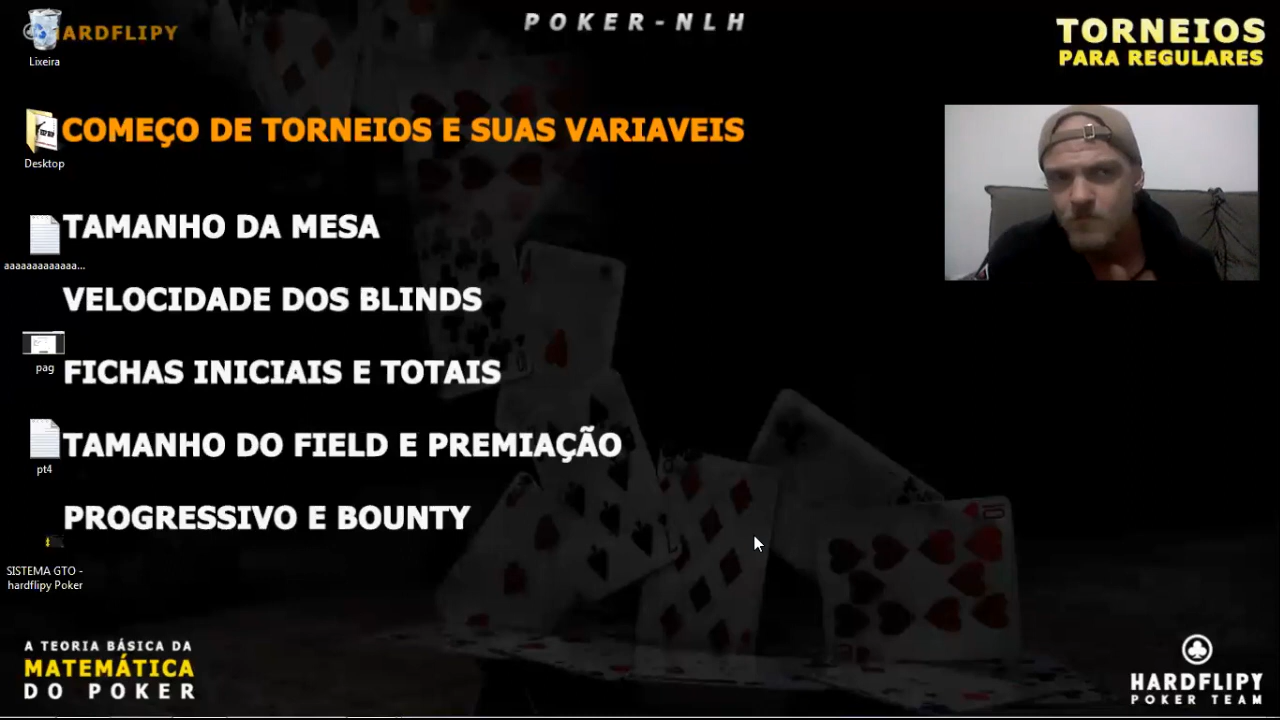 ARDFLIPY
POKER-NLH
TORNEIOS
PARA REGULARES
Lixeira
COMEÇO DE TORNEIOS E SUAS VARIAVEIS
Desktop
TAMANHO DA MESA
aaaaaaaaaaaaa...
VELOCIDADE DOS BLINDS
pag
FICHAS INICIAIS E TOTAIS
TAMANHO DO FIELD E PREMIAÇÃO
pt4
PROGRESSIVO E BOUNTY
SISTEMA GTO -
hardflipy Poker
A TEORIA BÁSICA DA
MATEMÁTICA
DO POKER
HARDFLIPY
POKER TEAM